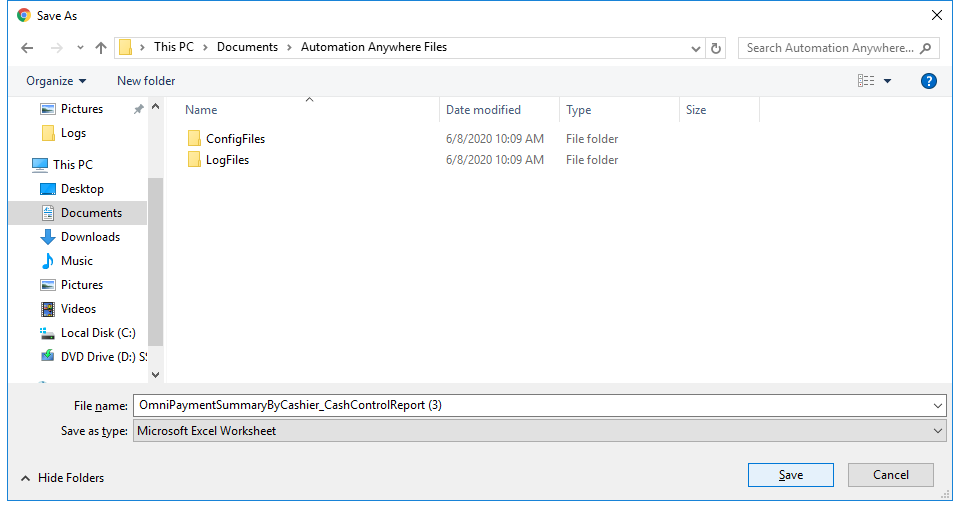 Save As
This PC > Documents > Automation Anywhere Files
Search Automation Anywhere...
Organize New folder
?
Name Date modified Type Size
ConfigFiles 6/8/2020 10:09 AM File folder
LogFiles 6/8/2020 10:09 AM File folder
Pictures
Logs
This PC
Desktop
Documents
Downloads
Music
Pictures
Videos
Local Disk (C:)
DVD Drive (D:) S
File name: OmniPaymentSummaryByCashier_CashControlReport (3)
Save as type: Microsoft Excel Worksheet
Hide Folders
Save Cancel